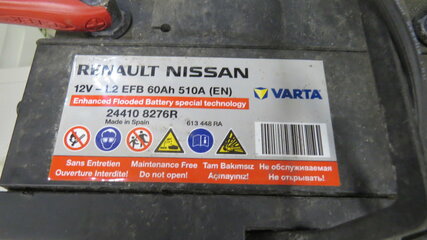 RENAULT NISSAN
12V – L2 EFB 60Ah 510A (EN)
VARTA
Enhanced Flooded Battery special technology
24410 8276R
Made in Spain
613 448 RA
Sans Entretien Maintenance Free Tam Bakımsız Не обслуживаемая
Ouverture Interdite! Do not open! Açmayınız! Не открывать!